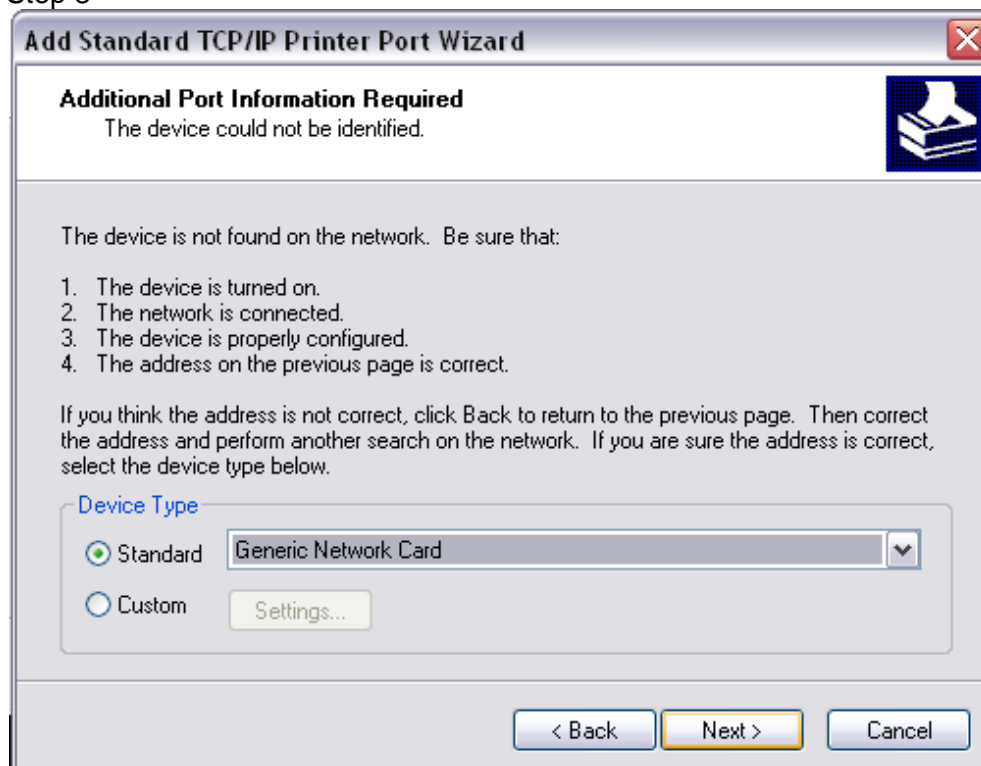 Add Standard TCP/IP Printer Port Wizard
Additional Port Information Required
The device could not be identified.
The device is not found on the network. Be sure that:
1. The device is turned on.
2. The network is connected.
3. The device is properly configured.
4. The address on the previous page is correct.
If you think the address is not correct, click Back to return to the previous page. Then correct
the address and perform another search on the network. If you are sure the address is correct,
select the device type below.
Device Type
Standard Generic Network Card
Custom Settings...
< Back Next > Cancel